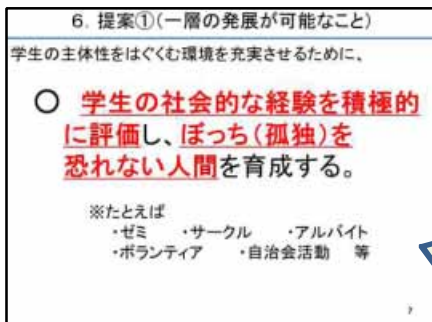 6．提案①（一層の発展が可能なこと）
学生の主体性をはぐくむ環境を充実させるために、
○ 学生の社会的な経験を積極的
に評価し、ぼっち（孤独）を
恐れない人間を育成する。
※たとえば
・ゼミ ・サークル ・アルバイト
・ボランティア ・自治会活動 等
7